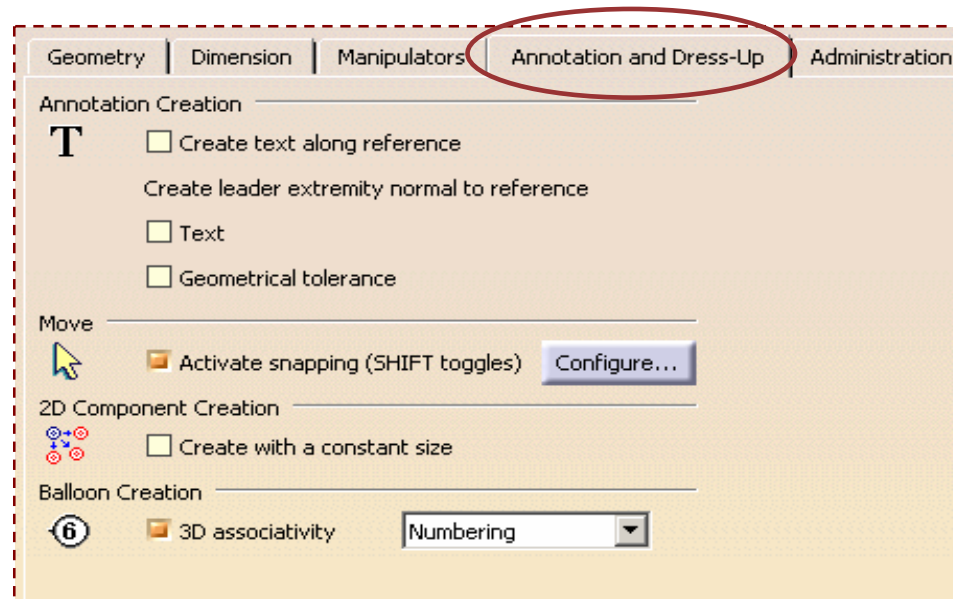 Geometry Dimension Manipulators Annotation and Dress-Up Administration
Annotation Creation
T Create text along reference
Create leader extremity normal to reference
Text
Geometrical tolerance
Move
Activate snapping (SHIFT toggles) Configure...
2D Component Creation
Create with a constant size
Balloon Creation
6 3D associativity Numbering